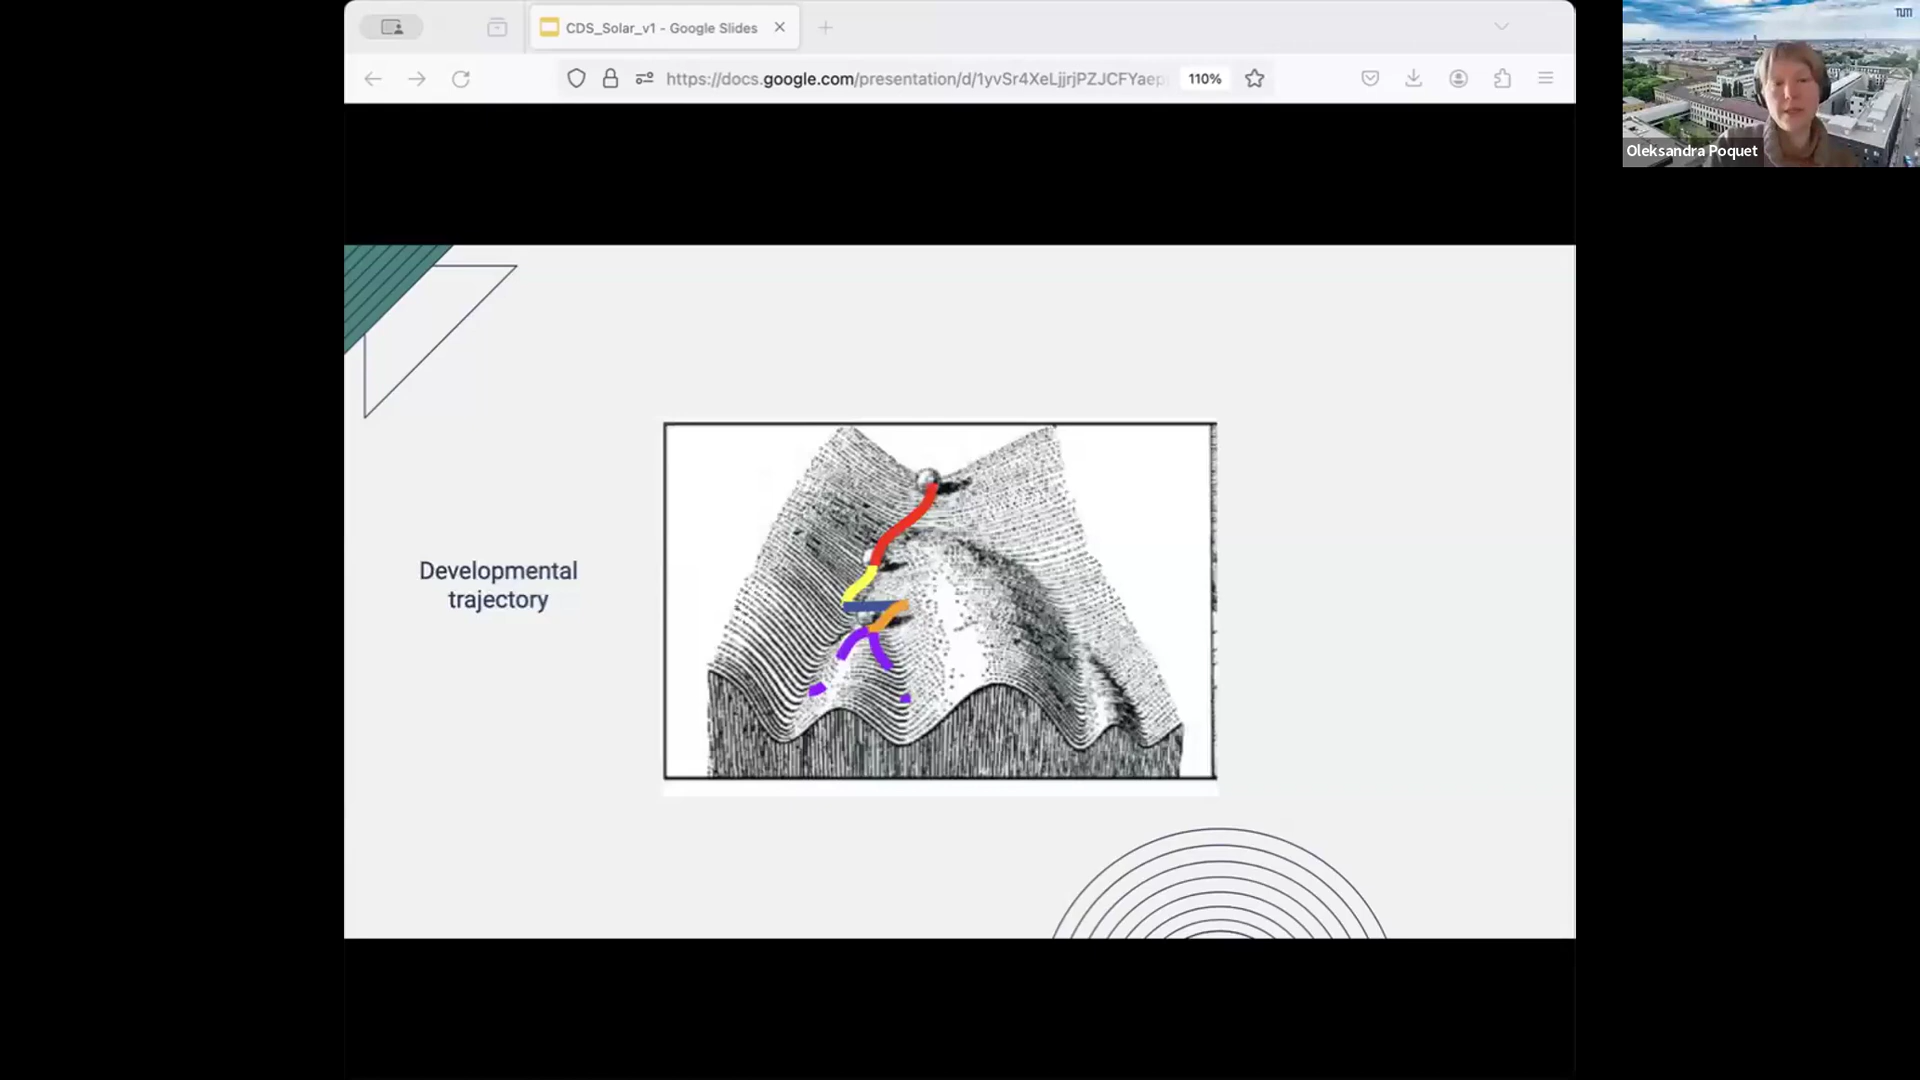 CDS_Solar_v1 - Google Slides
https://docs.google.com/presentation/d/1yvSr4XeLjjrjPZJCFYaep
110%
TUM
Oleksandra Poquet
Developmental
trajectory